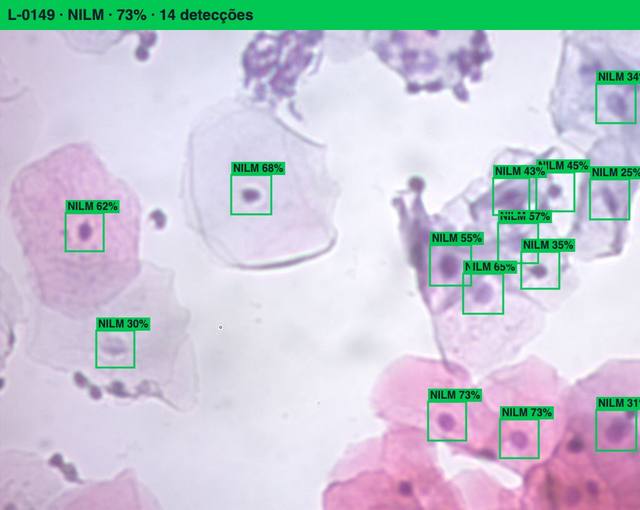 L-0149 · NILM · 73% · 14 detecções
NILM 34%
NILM 68%
NILM 43%
NILM 45%
NILM 25%
NILM 62%
NILM 57%
NILM 55%
NILM 35%
NILM 65%
NILM 30%
NILM 73%
NILM 73%
NILM 31%